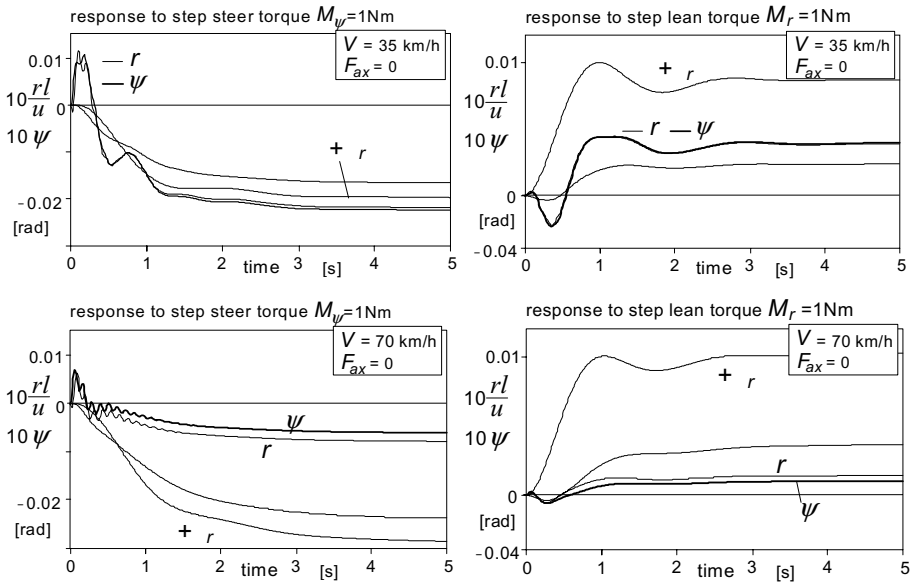 response to step steer torque Mψ=1Nm
V = 35 km/h
Fax = 0
0.01
0
-0.02
10 rl/u
10 ψ
[rad]
r
ψ
+ r
0 1 2 3 4 5
time [s]
response to step lean torque Mr=1Nm
V = 35 km/h
Fax = 0
0.01
0
-0.04
10 rl/u
10 ψ
[rad]
+ r
r ψ
0 1 2 3 4 5
time [s]
response to step steer torque Mψ=1Nm
V = 70 km/h
Fax = 0
0.01
0
-0.02
10 rl/u
10 ψ
[rad]
ψ
r
+ r
0 1 2 3 4 5
time [s]
response to step lean torque Mr=1Nm
V = 70 km/h
Fax = 0
0.01
0
-0.04
10 rl/u
10 ψ
[rad]
+ r
r
ψ
0 1 2 3 4 5
time [s]